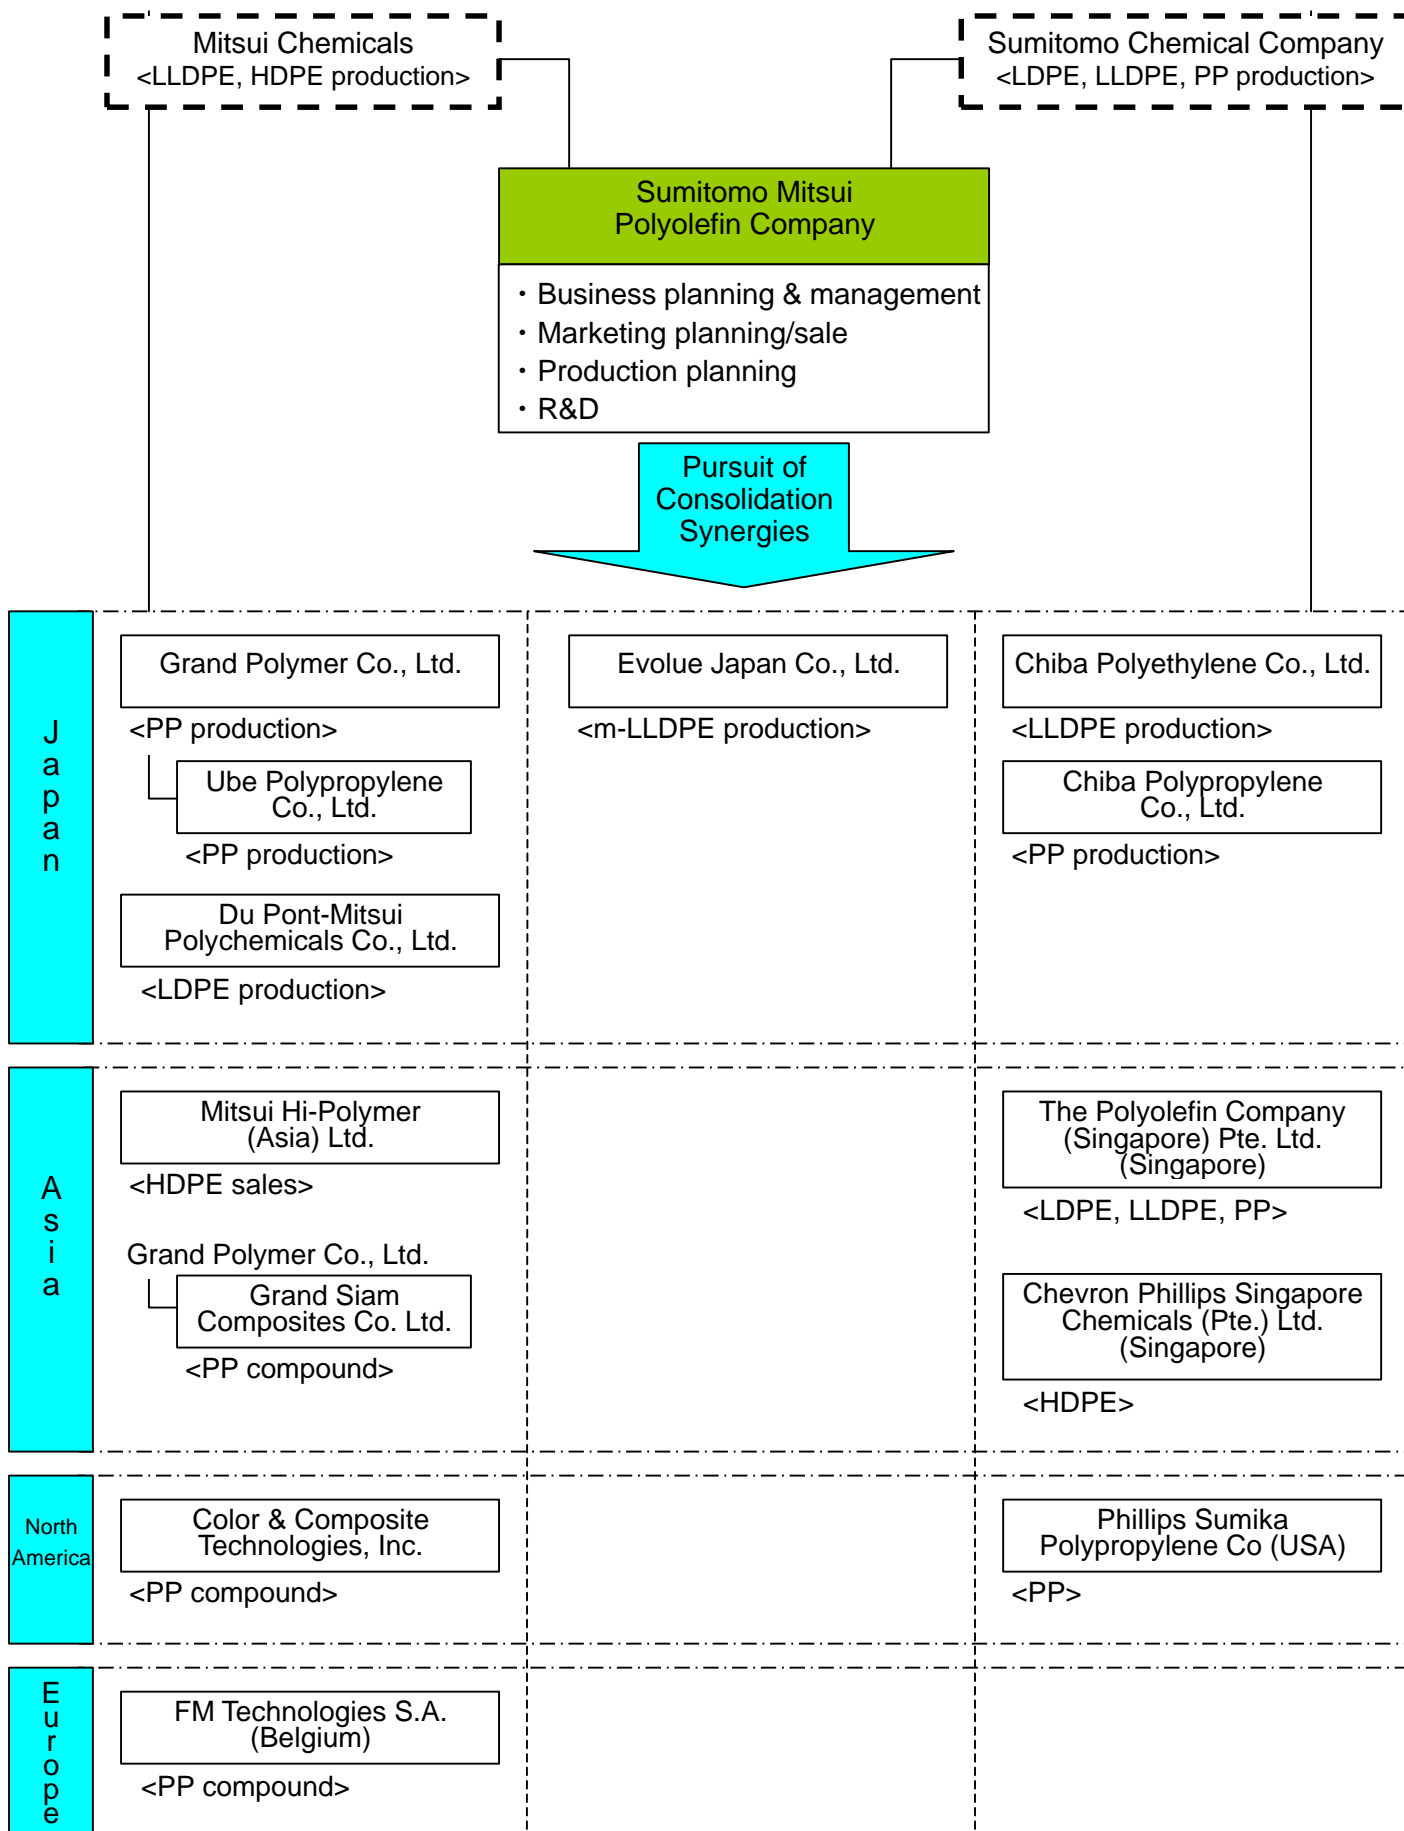 Mitsui Chemicals
<LLDPE, HDPE production>
Sumitomo Chemical Company
<LDPE, LLDPE, PP production>
Sumitomo Mitsui
Polyolefin Company
・Business planning & management
・Marketing planning/sale
・Production planning
・R&D
Pursuit of
Consolidation
Synergies
Japan
Grand Polymer Co., Ltd.
<PP production>
Ube Polypropylene
Co., Ltd.
<PP production>
Du Pont-Mitsui
Polychemicals Co., Ltd.
<LDPE production>
Evolue Japan Co., Ltd.
<m-LLDPE production>
Chiba Polyethylene Co., Ltd.
<LLDPE production>
Chiba Polypropylene
Co., Ltd.
<PP production>
Asia
Mitsui Hi-Polymer
(Asia) Ltd.
<HDPE sales>
Grand Polymer Co., Ltd.
Grand Siam
Composites Co. Ltd.
<PP compound>
The Polyolefin Company
(Singapore) Pte. Ltd.
(Singapore)
<LDPE, LLDPE, PP>
Chevron Phillips Singapore
Chemicals (Pte.) Ltd.
(Singapore)
<HDPE>
North
America
Color & Composite
Technologies, Inc.
<PP compound>
Phillips Sumika
Polypropylene Co (USA)
<PP>
Europe
FM Technologies S.A.
(Belgium)
<PP compound>